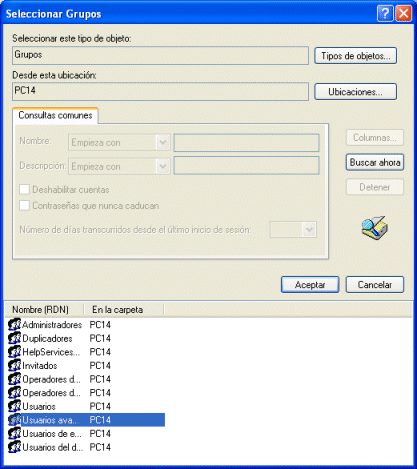 Seleccionar Grupos
Seleccionar este tipo de objeto:
Grupos
Tipos de objetos...
Desde esta ubicación:
PC14
Ubicaciones...
Consultas comunes
Nombre: Empieza con
Columnas...
Descripción: Empieza con
Buscar ahora
Deshabilitar cuentas
Detener
Contraseñas que nunca caducan
Número de días transcurridos desde el último inicio de sesión:
Aceptar Cancelar
Nombre (RDN) En la carpeta
Administradores PC14
Duplicadores PC14
HelpServices... PC14
Invitados PC14
Operadores d... PC14
Operadores d... PC14
Usuarios PC14
Usuarios ava... PC14
Usuarios de e... PC14
Usuarios del d... PC14